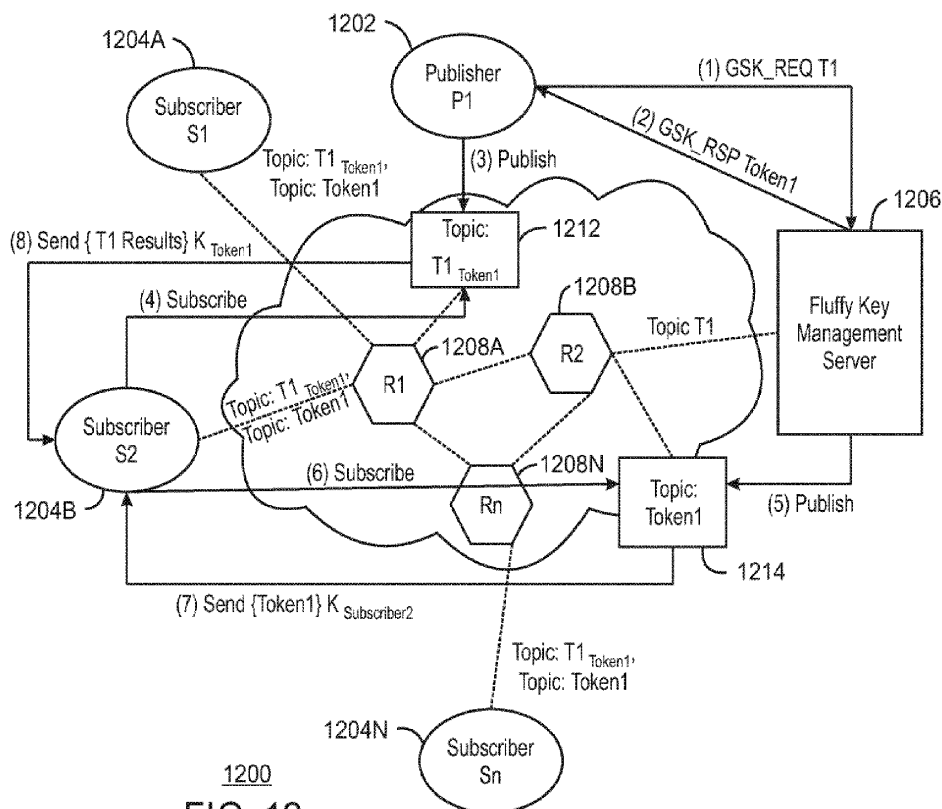 1204A
1202
Subscriber
S1
Publisher
P1
(1) GSK_REQ T1
(2) GSK_RSP Token1
(3) Publish
Topic: T1 Token1,
Topic: Token1
1206
Topic:
T1 Token1
1212
(8) Send { T1 Results} K Token1
(4) Subscribe
1208B
R2
Topic T1
Fluffy Key
Management
Server
1208A
R1
Topic: T1 Token1,
Topic: Token1
Subscriber
S2
1204B
(6) Subscribe
1208N
Rn
Topic:
Token1
(5) Publish
1214
(7) Send {Token1} K Subscriber2
Topic: T1 Token1,
Topic: Token1
1204N
Subscriber
Sn
1200